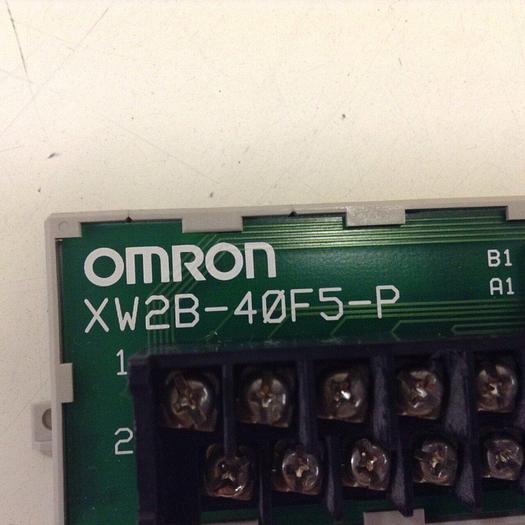 OMRON
XW2B-40F5-P
B1
A1
1
2